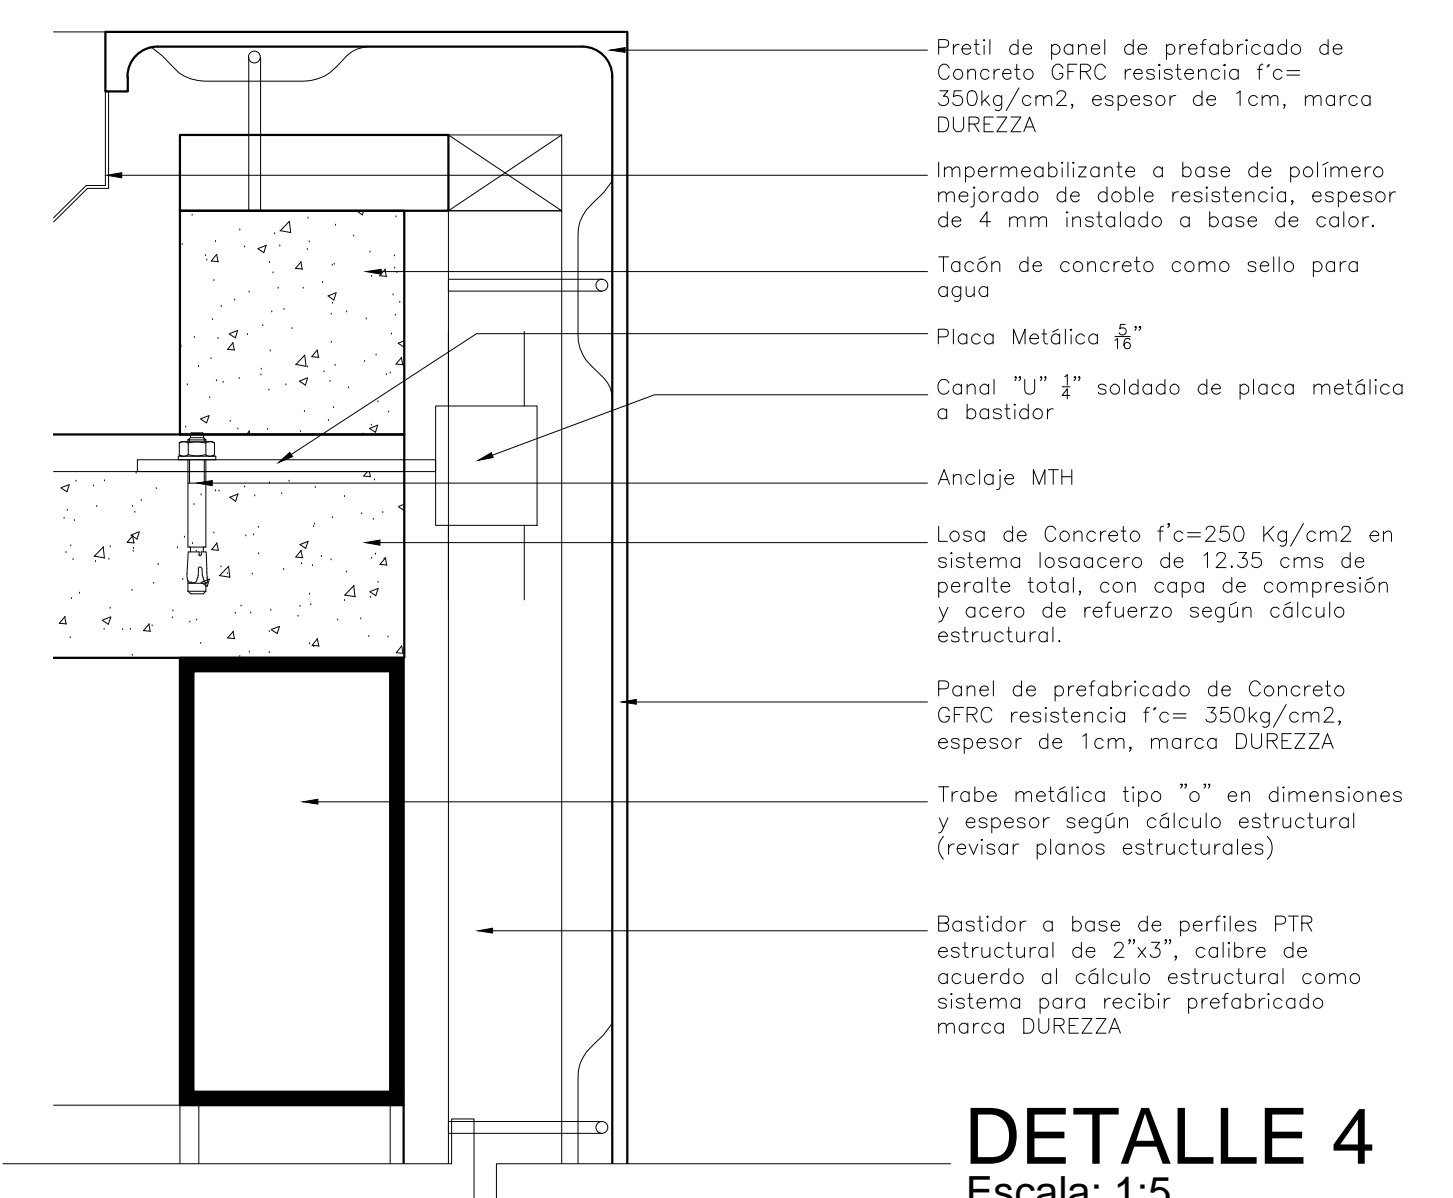 Pretil de panel de prefabricado de
Concreto GFRC resistencia f´c=
350kg/cm2, espesor de 1cm, marca
DUREZZA
Impermeabilizante a base de polímero
mejorado de doble resistencia, espesor
de 4 mm instalado a base de calor.
Tacón de concreto como sello para
agua
Placa Metálica 5/16"
Canal "U" 1/4" soldado de placa metálica
a bastidor
Anclaje MTH
Losa de Concreto f'c=250 Kg/cm2 en
sistema losaacero de 12.35 cms de
peralte total, con capa de compresión
y acero de refuerzo según cálculo
estructural.
Panel de prefabricado de Concreto
GFRC resistencia f´c= 350kg/cm2,
espesor de 1cm, marca DUREZZA
Trabe metálica tipo "o" en dimensiones
y espesor según cálculo estructural
(revisar planos estructurales)
Bastidor a base de perfiles PTR
estructural de 2"x3", calibre de
acuerdo al cálculo estructural como
sistema para recibir prefabricado
marca DUREZZA
DETALLE 4
Escala: 1:5